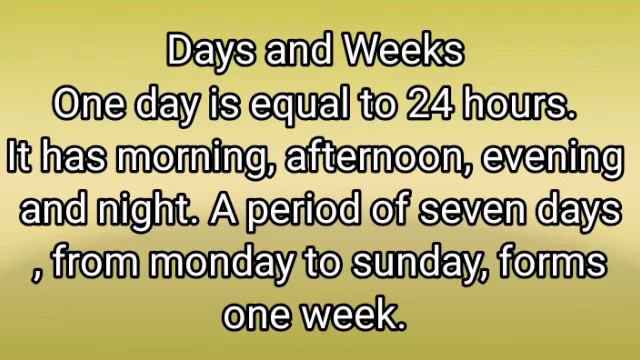 Days and Weeks
One day is equal to 24 hours.
It has morning, afternoon, evening
and night. A period of seven days
, from monday to sunday, forms
one week.